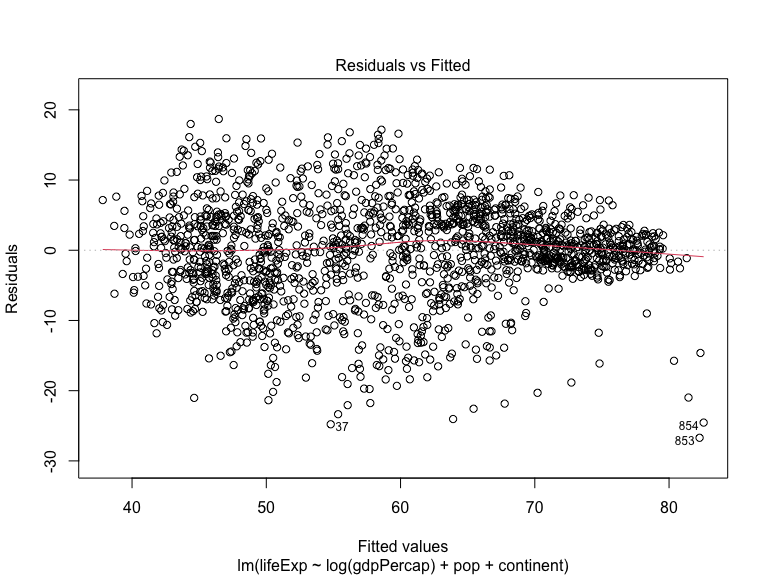 Residuals vs Fitted
Residuals
20
10
0
-10
-20
-30
37
854
853
40 50 60 70 80
Fitted values
lm(lifeExp ~ log(gdpPercap) + pop + continent)